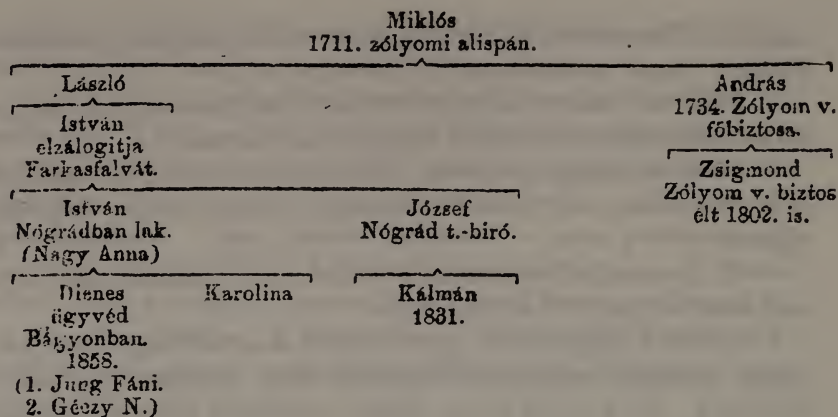 Miklós
1711. zólyomi alispán.
László
András
1734. Zólyom v.
főbiztosa.
István
elzálogitja
Farkasfalvát.
Zsigmond
Zólyom v. biztos
élt 1802. is.
István
Nógrádban lak.
(Nagy Anna)
József
Nógrád t.-biró.
Dienes
ügyvéd
Bágyonban.
1858.
(1. Jung Fáni.
2. Géczy N.)
Karolina
Kálmán
1831.